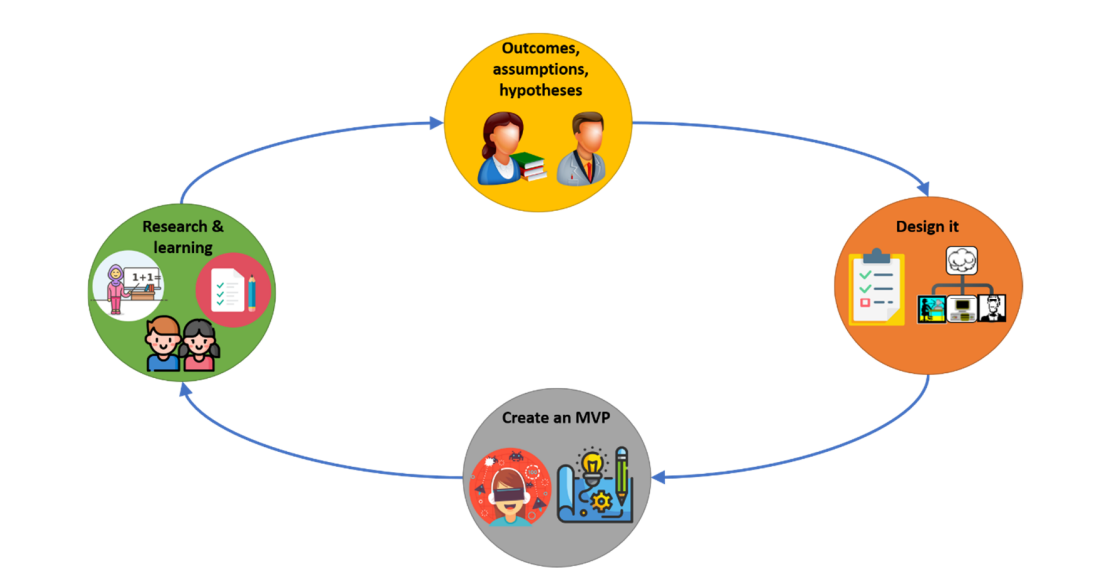 Outcomes,
assumptions,
hypotheses
Research &
learning
1+1=
Design it
Create an MVP